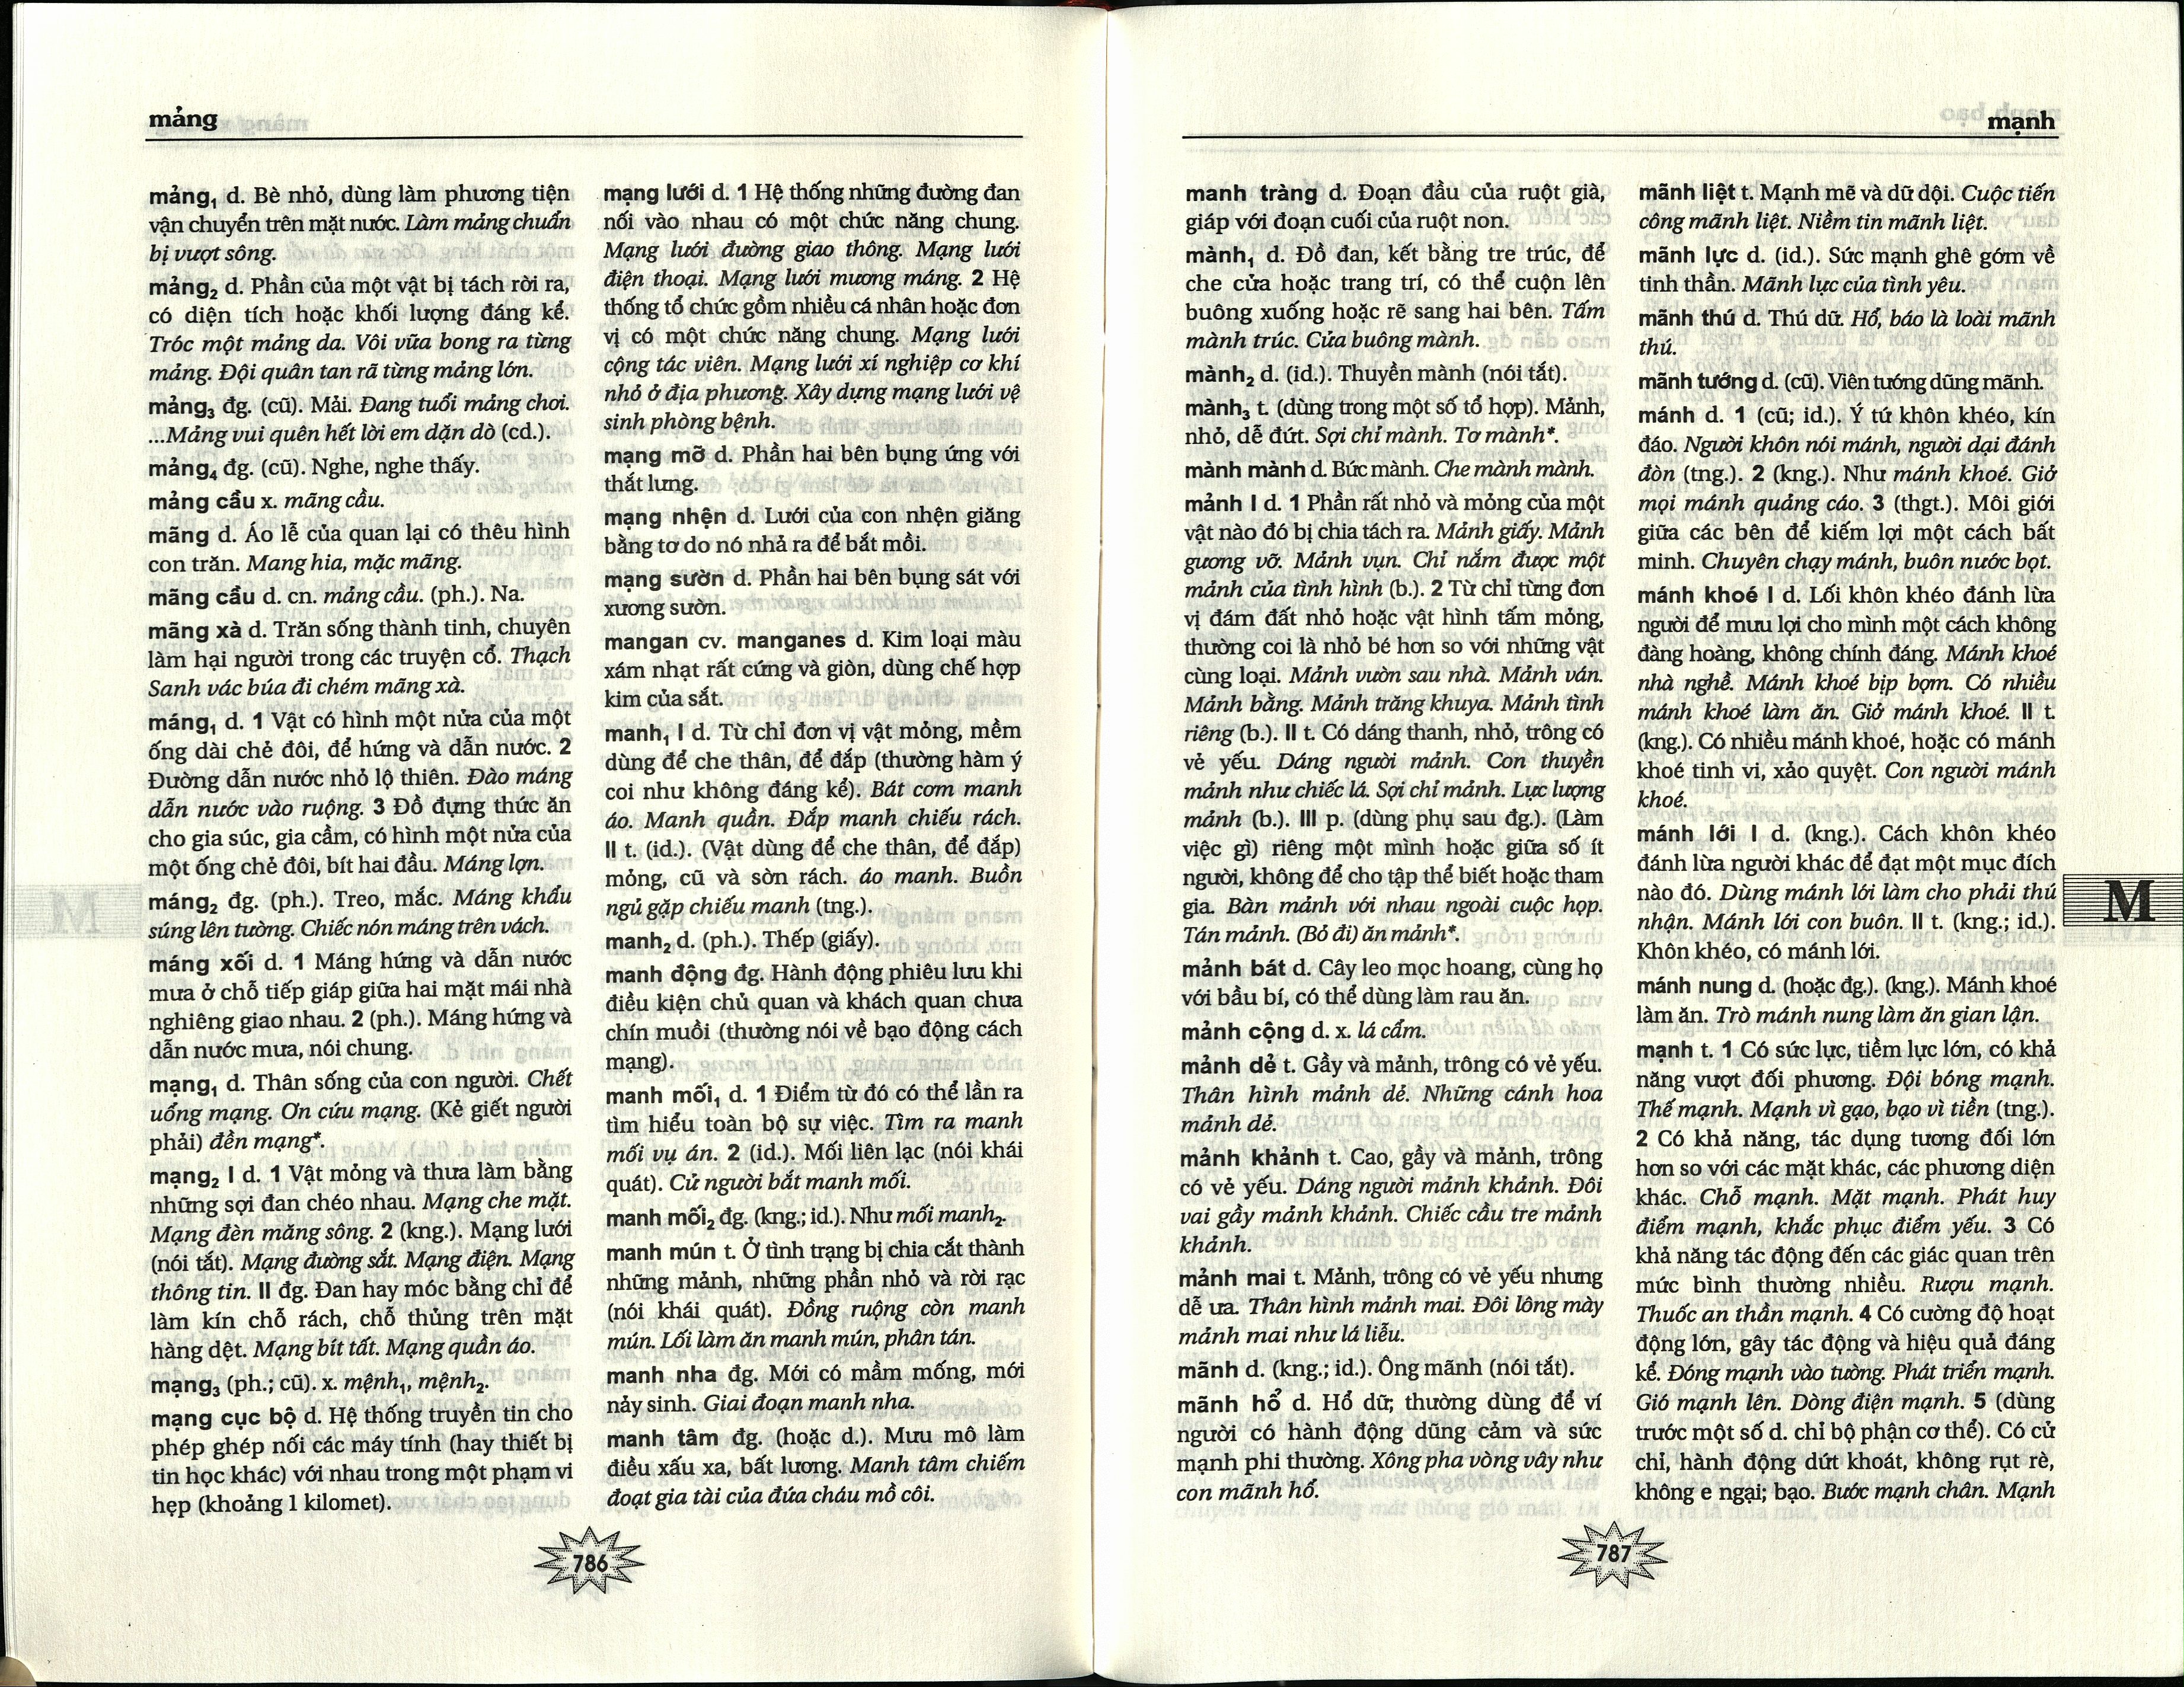 mảng
mảng₁ d. Bè nhỏ, dùng làm phương tiện
vận chuyển trên mặt nước. Làm mảng chuẩn
bị vượt sông.
mảng₂ d. Phần của một vật bị tách rời ra,
có diện tích hoặc khối lượng đáng kể.
Tróc một mảng da. Vôi vữa bong ra từng
mảng. Đội quân tan rã từng mảng lớn.
mảng₃ đg. (cũ). Mải. Đang tuổi mảng chơi.
...Mảng vui quên hết lời em dặn dò (cd.).
mảng₄ đg. (cũ). Nghe, nghe thấy.
mảng cầu x. mãng cầu.
mãng d. Áo lễ của quan lại có thêu hình
con trăn. Mang hia, mặc mãng.
mãng cầu d. cn. mảng cầu. (ph.). Na.
mãng xà d. Trăn sống thành tinh, chuyên
làm hại người trong các truyện cổ. Thạch
Sanh vác búa đi chém mãng xà.
máng₁ d. 1 Vật có hình một nửa của một
ống dài chẻ đôi, để hứng và dẫn nước. 2
Đường dẫn nước nhỏ lộ thiên. Đào máng
dẫn nước vào ruộng. 3 Đồ đựng thức ăn
cho gia súc, gia cầm, có hình một nửa của
một ống chẻ đôi, bít hai đầu. Máng lợn.
máng₂ đg. (ph.). Treo, mắc. Máng khẩu
súng lên tường. Chiếc nón máng trên vách.
máng xối d. 1 Máng hứng và dẫn nước
mưa ở chỗ tiếp giáp giữa hai mặt mái nhà
nghiêng giao nhau. 2 (ph.). Máng hứng và
dẫn nước mưa, nói chung.
mạng₁ d. Thân sống của con người. Chết
uổng mạng. Ơn cứu mạng. (Kẻ giết người
phải) đền mạng*.
mạng₂ I d. 1 Vật mỏng và thưa làm bằng
những sợi đan chéo nhau. Mạng che mặt.
Mạng đèn măng sông. 2 (kng.). Mạng lưới
(nói tắt). Mạng đường sắt. Mạng điện. Mạng
thông tin. II đg. Đan hay móc bằng chỉ để
làm kín chỗ rách, chỗ thủng trên mặt
hàng dệt. Mạng bít tất. Mạng quần áo.
mạng₃ (ph.; cũ). x. mệnh₁, mệnh₂.
mạng cục bộ d. Hệ thống truyền tin cho
phép ghép nối các máy tính (hay thiết bị
tin học khác) với nhau trong một phạm vi
hẹp (khoảng 1 kilomet).
mạng lưới d. 1 Hệ thống những đường đan
nối vào nhau có một chức năng chung.
Mạng lưới đường giao thông. Mạng lưới
điện thoại. Mạng lưới mương máng. 2 Hệ
thống tổ chức gồm nhiều cá nhân hoặc đơn
vị có một chức năng chung. Mạng lưới
cộng tác viên. Mạng lưới xí nghiệp cơ khí
nhỏ ở địa phương. Xây dựng mạng lưới vệ
sinh phòng bệnh.
mạng mỡ d. Phần hai bên bụng ứng với
thắt lưng.
mạng nhện d. Lưới của con nhện giăng
bằng tơ do nó nhả ra để bắt mồi.
mạng sườn d. Phần hai bên bụng sát với
xương sườn.
mangan cv. manganes d. Kim loại màu
xám nhạt rất cứng và giòn, dùng chế hợp
kim của sắt.
manh₁ I d. Từ chỉ đơn vị vật mỏng, mềm
dùng để che thân, để đắp (thường hàm ý
coi như không đáng kể). Bát cơm manh
áo. Manh quần. Đắp manh chiếu rách.
II t. (id.). (Vật dùng để che thân, để đắp)
mỏng, cũ và sờn rách. áo manh. Buồn
ngủ gặp chiếu manh (tng.).
manh₂ d. (ph.). Thếp (giấy).
manh động đg. Hành động phiêu lưu khi
điều kiện chủ quan và khách quan chưa
chín muồi (thường nói về bạo động cách
mạng).
manh mối₁ d. 1 Điểm từ đó có thể lần ra
tìm hiểu toàn bộ sự việc. Tìm ra manh
mối vụ án. 2 (id.). Mối liên lạc (nói khái
quát). Cử người bắt manh mối.
manh mối₂ đg. (kng.; id.). Như mối manh₂.
manh mún t. Ở tình trạng bị chia cắt thành
những mảnh, những phần nhỏ và rời rạc
(nói khái quát). Đồng ruộng còn manh
mún. Lối làm ăn manh mún, phân tán.
manh nha đg. Mới có mầm mống, mới
nảy sinh. Giai đoạn manh nha.
manh tâm đg. (hoặc d.). Mưu mô làm
điều xấu xa, bất lương. Manh tâm chiếm
đoạt gia tài của đứa cháu mồ côi.
786
mạnh
manh tràng d. Đoạn đầu của ruột già,
giáp với đoạn cuối của ruột non.
mành₁ d. Đồ đan, kết bằng tre trúc, để
che cửa hoặc trang trí, có thể cuộn lên
buông xuống hoặc rẽ sang hai bên. Tấm
mành trúc. Cửa buông mành.
mành₂ d. (id.). Thuyền mành (nói tắt).
mành₃ t. (dùng trong một số tổ hợp). Mảnh,
nhỏ, dễ đứt. Sợi chỉ mành. Tơ mành*.
mành mành d. Bức mành. Che mành mành.
mảnh I d. 1 Phần rất nhỏ và mỏng của một
vật nào đó bị chia tách ra. Mảnh giấy. Mảnh
gương vỡ. Mảnh vụn. Chỉ nắm được một
mảnh của tình hình (b.). 2 Từ chỉ từng đơn
vị đám đất nhỏ hoặc vật hình tấm mỏng,
thường coi là nhỏ bé hơn so với những vật
cùng loại. Mảnh vườn sau nhà. Mảnh ván.
Mảnh bằng. Mảnh trăng khuya. Mảnh tình
riêng (b.). II t. Có dáng thanh, nhỏ, trông có
vẻ yếu. Dáng người mảnh. Con thuyền
mảnh như chiếc lá. Sợi chỉ mảnh. Lực lượng
mảnh (b.). III p. (dùng phụ sau đg.). (Làm
việc gì) riêng một mình hoặc giữa số ít
người, không để cho tập thể biết hoặc tham
gia. Bàn mảnh với nhau ngoài cuộc họp.
Tán mảnh. (Bỏ đi) ăn mảnh*.
mảnh bát d. Cây leo mọc hoang, cùng họ
với bầu bí, có thể dùng làm rau ăn.
mảnh cộng d. x. lá cẩm.
mảnh dẻ t. Gầy và mảnh, trông có vẻ yếu.
Thân hình mảnh dẻ. Những cánh hoa
mảnh dẻ.
mảnh khảnh t. Cao, gầy và mảnh, trông
có vẻ yếu. Dáng người mảnh khảnh. Đôi
vai gầy mảnh khảnh. Chiếc cầu tre mảnh
khảnh.
mảnh mai t. Mảnh, trông có vẻ yếu nhưng
dễ ưa. Thân hình mảnh mai. Đôi lông mày
mảnh mai như lá liễu.
mãnh d. (kng.; id.). Ông mãnh (nói tắt).
mãnh hổ d. Hổ dữ; thường dùng để ví
người có hành động dũng cảm và sức
mạnh phi thường. Xông pha vòng vây như
con mãnh hổ.
mãnh liệt t. Mạnh mẽ và dữ dội. Cuộc tiến
công mãnh liệt. Niềm tin mãnh liệt.
mãnh lực d. (id.). Sức mạnh ghê gớm về
tinh thần. Mãnh lực của tình yêu.
mãnh thú d. Thú dữ. Hổ, báo là loài mãnh
thú.
mãnh tướng d. (cũ). Viên tướng dũng mãnh.
mánh d. 1 (cũ; id.). Ý tứ khôn khéo, kín
đáo. Người khôn nói mánh, người dại đánh
đòn (tng.). 2 (kng.). Như mánh khoé. Giở
mọi mánh quảng cáo. 3 (thgt.). Môi giới
giữa các bên để kiếm lợi một cách bất
minh. Chuyên chạy mánh, buôn nước bọt.
mánh khoé I d. Lối khôn khéo đánh lừa
người để mưu lợi cho mình một cách không
đàng hoàng, không chính đáng. Mánh khoé
nhà nghề. Mánh khoé bịp bợm. Có nhiều
mánh khoé làm ăn. Giở mánh khoé. II t.
(kng.). Có nhiều mánh khoé, hoặc có mánh
khoé tinh vi, xảo quyệt. Con người mánh
khoé.
mánh lới I d. (kng.). Cách khôn khéo
đánh lừa người khác để đạt một mục đích
nào đó. Dùng mánh lới làm cho phải thú
nhận. Mánh lới con buôn. II t. (kng.; id.).
Khôn khéo, có mánh lới.
mánh nung d. (hoặc đg.). (kng.). Mánh khoé
làm ăn. Trò mánh nung làm ăn gian lận.
mạnh t. 1 Có sức lực, tiềm lực lớn, có khả
năng vượt đối phương. Đội bóng mạnh.
Thế mạnh. Mạnh vì gạo, bạo vì tiền (tng.).
2 Có khả năng, tác dụng tương đối lớn
hơn so với các mặt khác, các phương diện
khác. Chỗ mạnh. Mặt mạnh. Phát huy
điểm mạnh, khắc phục điểm yếu. 3 Có
khả năng tác động đến các giác quan trên
mức bình thường nhiều. Rượu mạnh.
Thuốc an thần mạnh. 4 Có cường độ hoạt
động lớn, gây tác động và hiệu quả đáng
kể. Đóng mạnh vào tường. Phát triển mạnh.
Gió mạnh lên. Dòng điện mạnh. 5 (dùng
trước một số d. chỉ bộ phận cơ thể). Có cử
chỉ, hành động dứt khoát, không rụt rè,
không e ngại; bạo. Bước mạnh chân. Mạnh
M
787